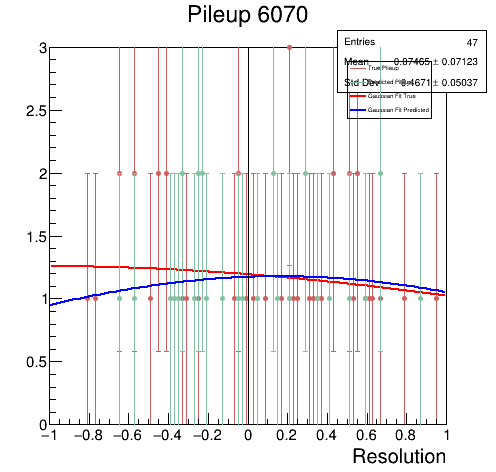 Pileup 6070
Entries 47
Mean 0.07465 ± 0.07123
True Pileup
Std Dev 0.4671 ± 0.05037
Predicted Pileup
Gaussian Fit True
Gaussian Fit Predicted
3
2.5
2
1.5
1
0.5
0
−1 −0.8 −0.6 −0.4 −0.2 0 0.2 0.4 0.6 0.8 1
Resolution